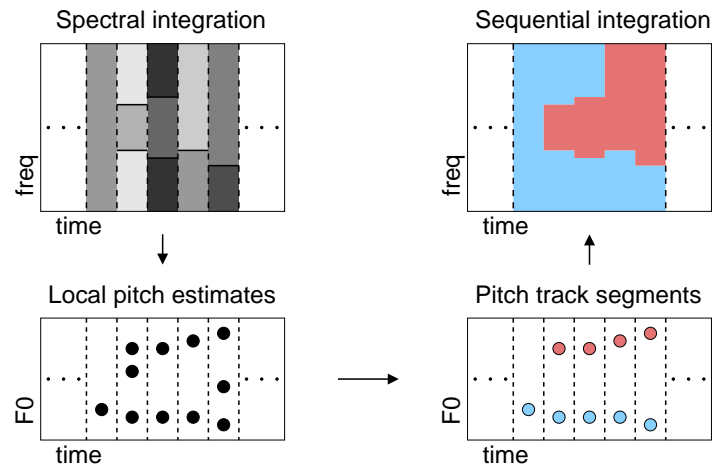 Spectral integration
Sequential integration
. . .
. . .
. . .
. . .
freq
freq
time
time
Local pitch estimates
Pitch track segments
. . .
. . .
. . .
. . .
F0
F0
time
time